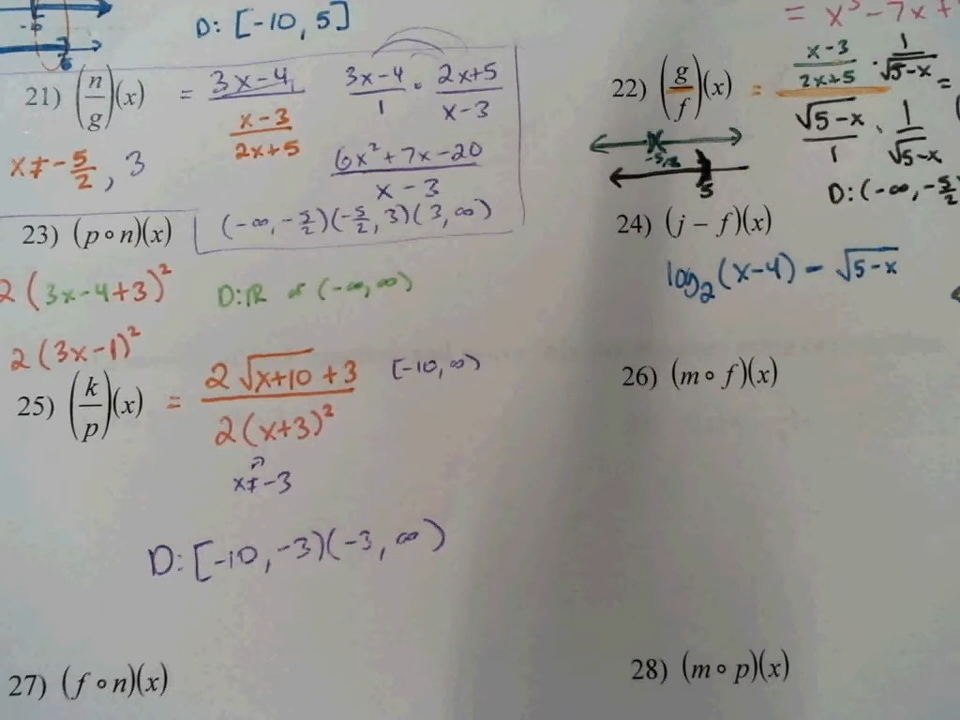 D: [-10, 5]
= x³-7x+
21) (n/g)(x) = (3x-4)/((x-3)/(2x+5)) (3x-4)/1 · (2x+5)/(x-3)
x≠-5/2, 3
(6x²+7x-20)/(x-3)
(-∞, -5/2)(-5/2, 3)(3, ∞)
22) (g/f)(x) = ((x-3)/(2x+5) · 1/√5-x)/(√5-x/1 · 1/√5-x) =
-5/2
5
D: (-∞, -5/2
23) (p∘n)(x)
2(3x-4+3)² D: ℝ or (-∞, ∞)
2(3x-1)²
24) (j - f)(x)
log₂(x-4) - √5-x
25) (k/p)(x) = (2√x+10 + 3)/(2(x+3)²) [-10, ∞)
x≠-3
D: [-10, -3)(-3, ∞)
26) (m∘f)(x)
27) (f∘n)(x)
28) (m∘p)(x)